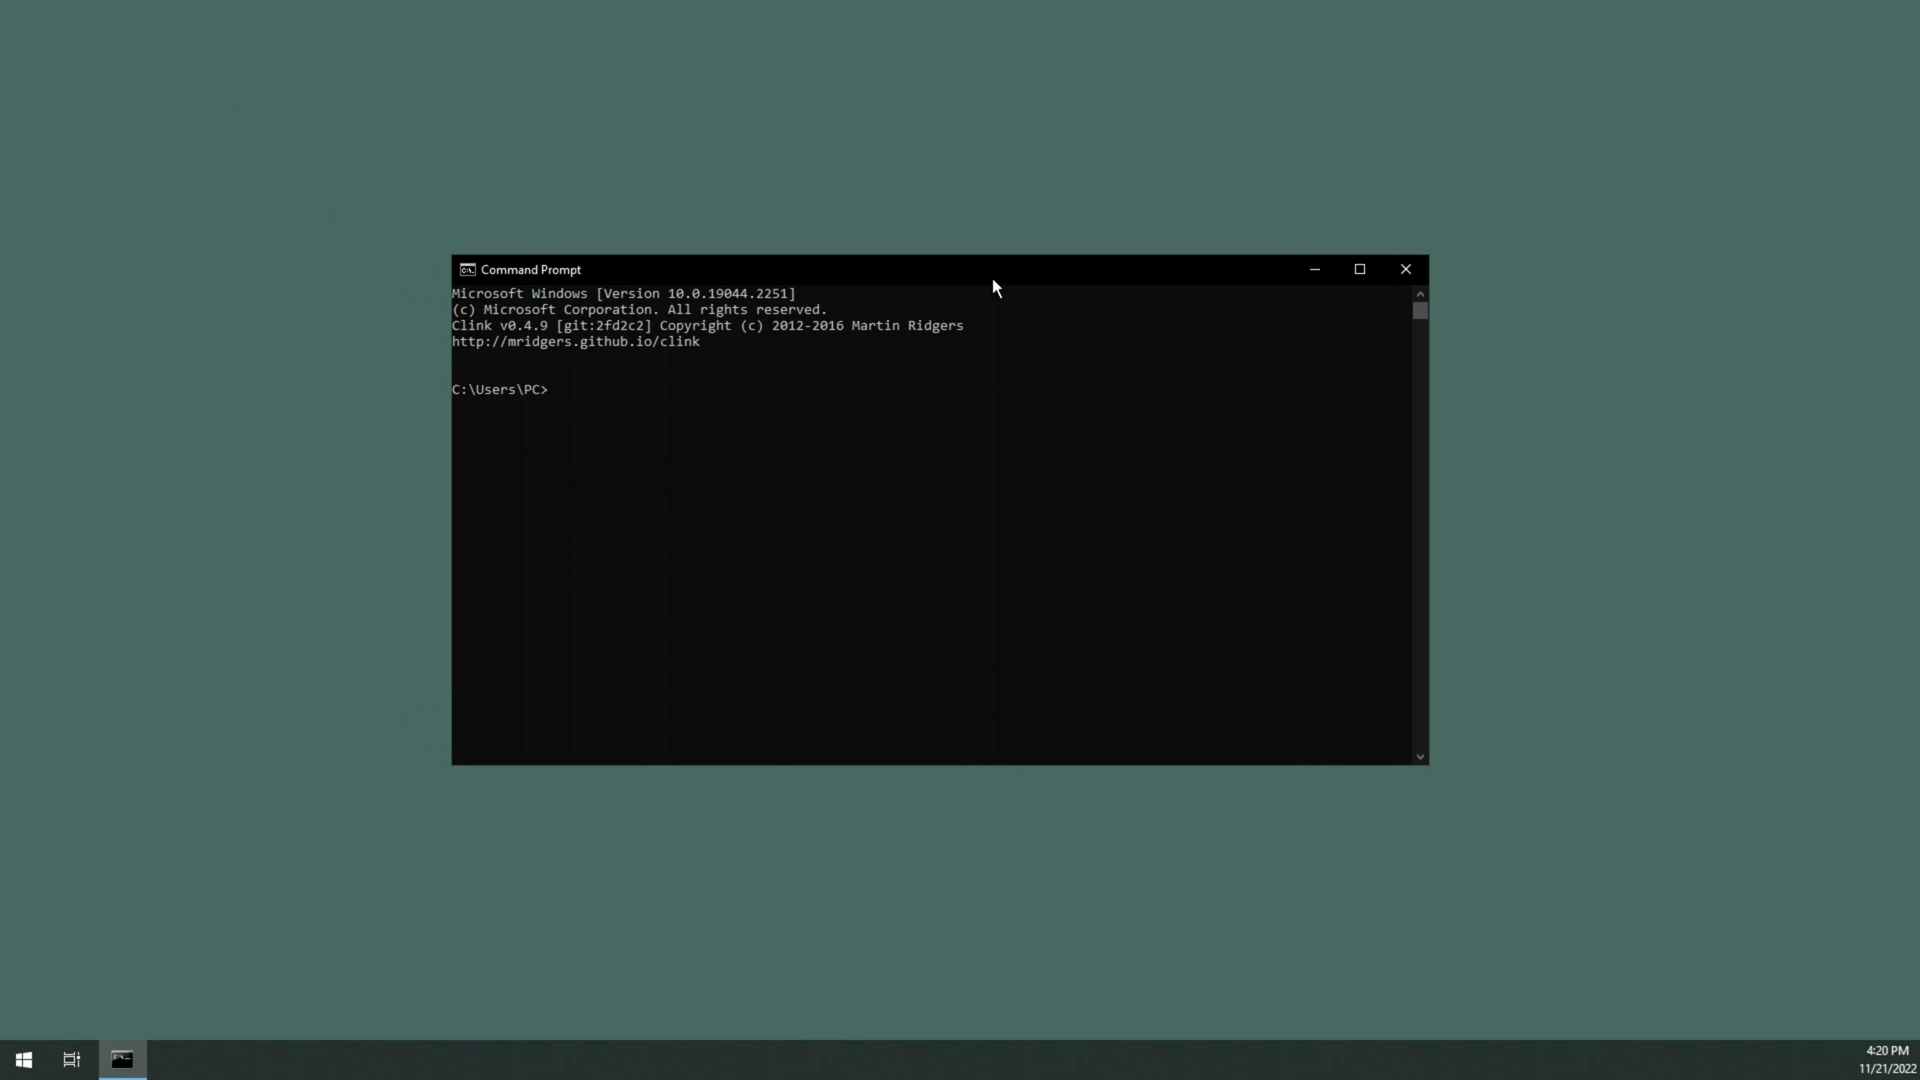 Command Prompt
Microsoft Windows [Version 10.0.19044.2251]
(c) Microsoft Corporation. All rights reserved.
Clink v0.4.9 [git:2fd2c2] Copyright (c) 2012-2016 Martin Ridgers
http://mridgers.github.io/clink
C:\Users\PC>
4:20 PM
11/21/2022